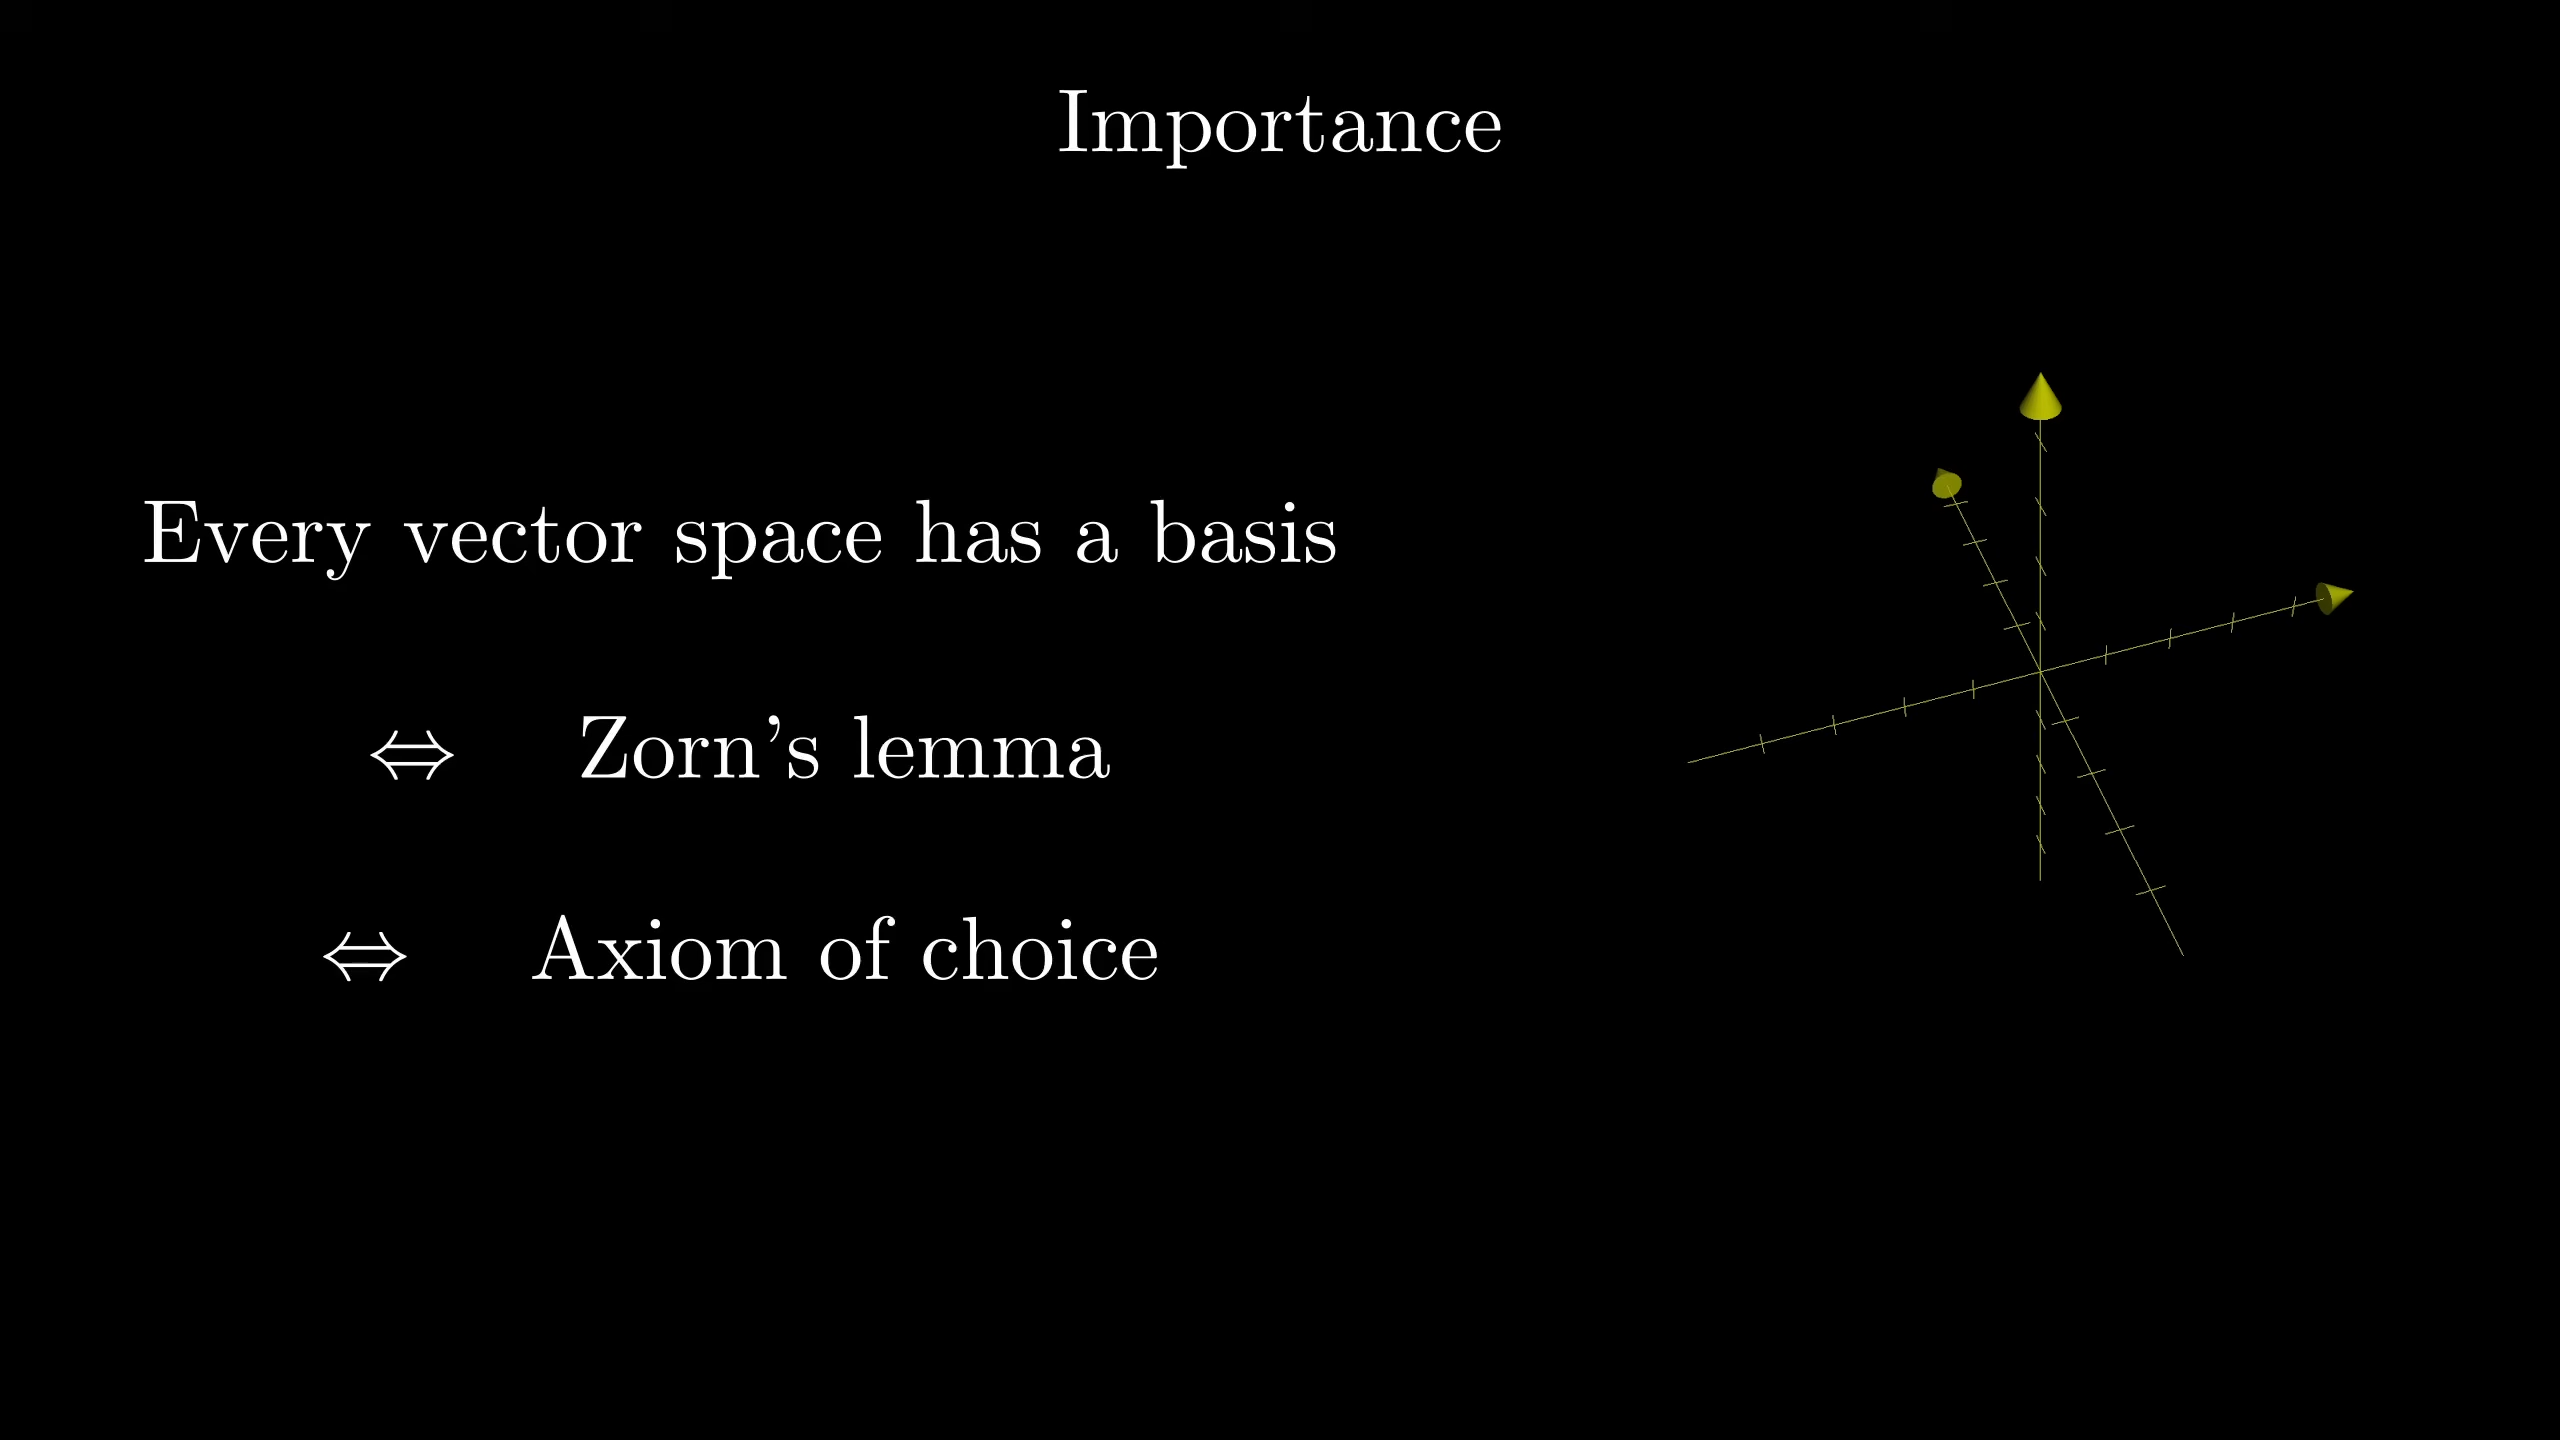 Importance
Every vector space has a basis
⇔ Zorn's lemma
⇔ Axiom of choice